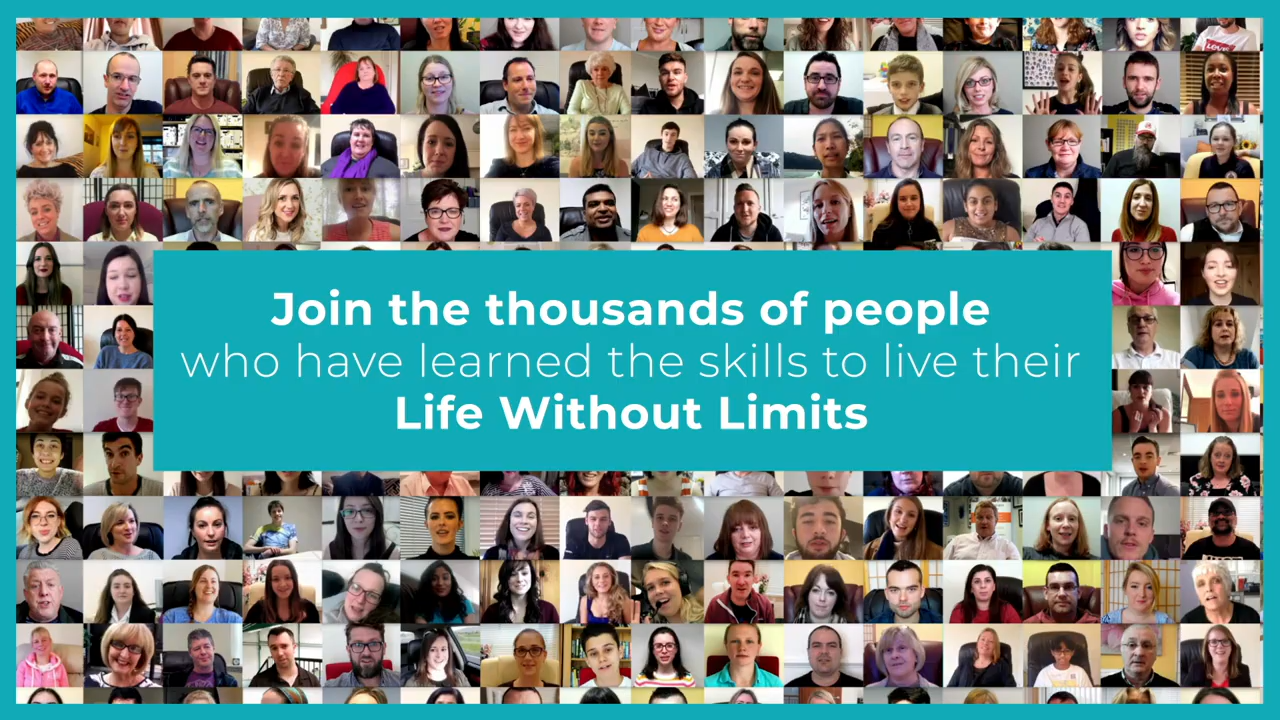 Join the thousands of people
who have learned the skills to live their
Life Without Limits